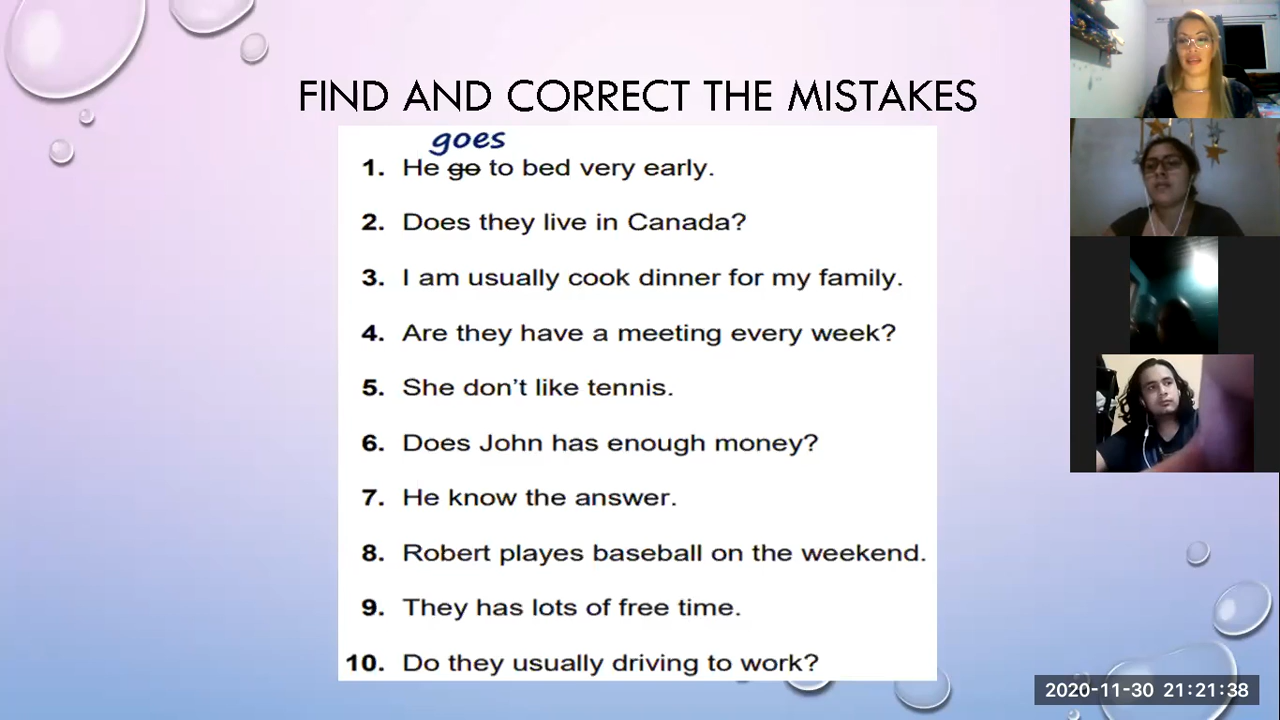 FIND AND CORRECT THE MISTAKES
goes
1. He go to bed very early.
2. Does they live in Canada?
3. I am usually cook dinner for my family.
4. Are they have a meeting every week?
5. She don't like tennis.
6. Does John has enough money?
7. He know the answer.
8. Robert playes baseball on the weekend.
9. They has lots of free time.
10. Do they usually driving to work?
2020-11-30 21:21:38